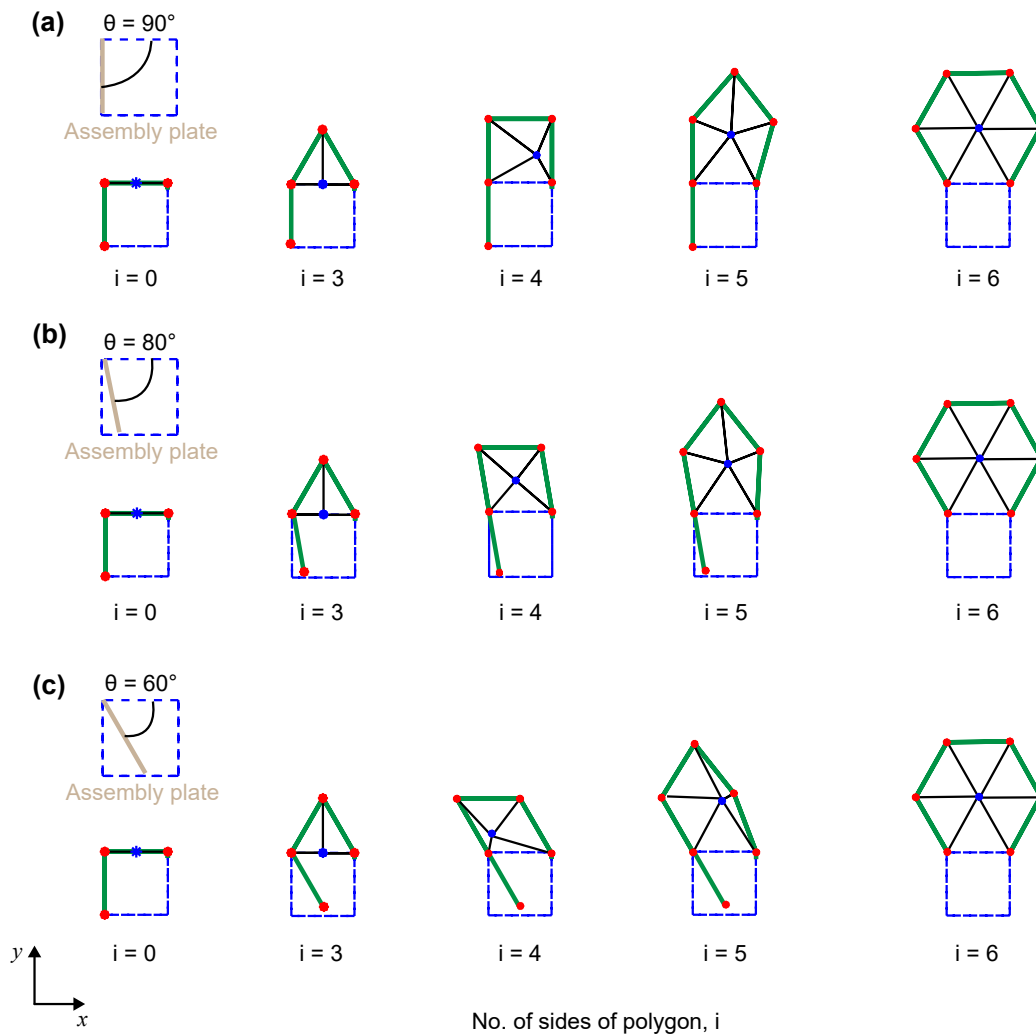 (a)
θ = 90°
Assembly plate
i = 0
i = 3
i = 4
i = 5
i = 6
(b)
θ = 80°
Assembly plate
i = 0
i = 3
i = 4
i = 5
i = 6
(c)
θ = 60°
Assembly plate
i = 0
i = 3
i = 4
i = 5
i = 6
y
x
No. of sides of polygon, i